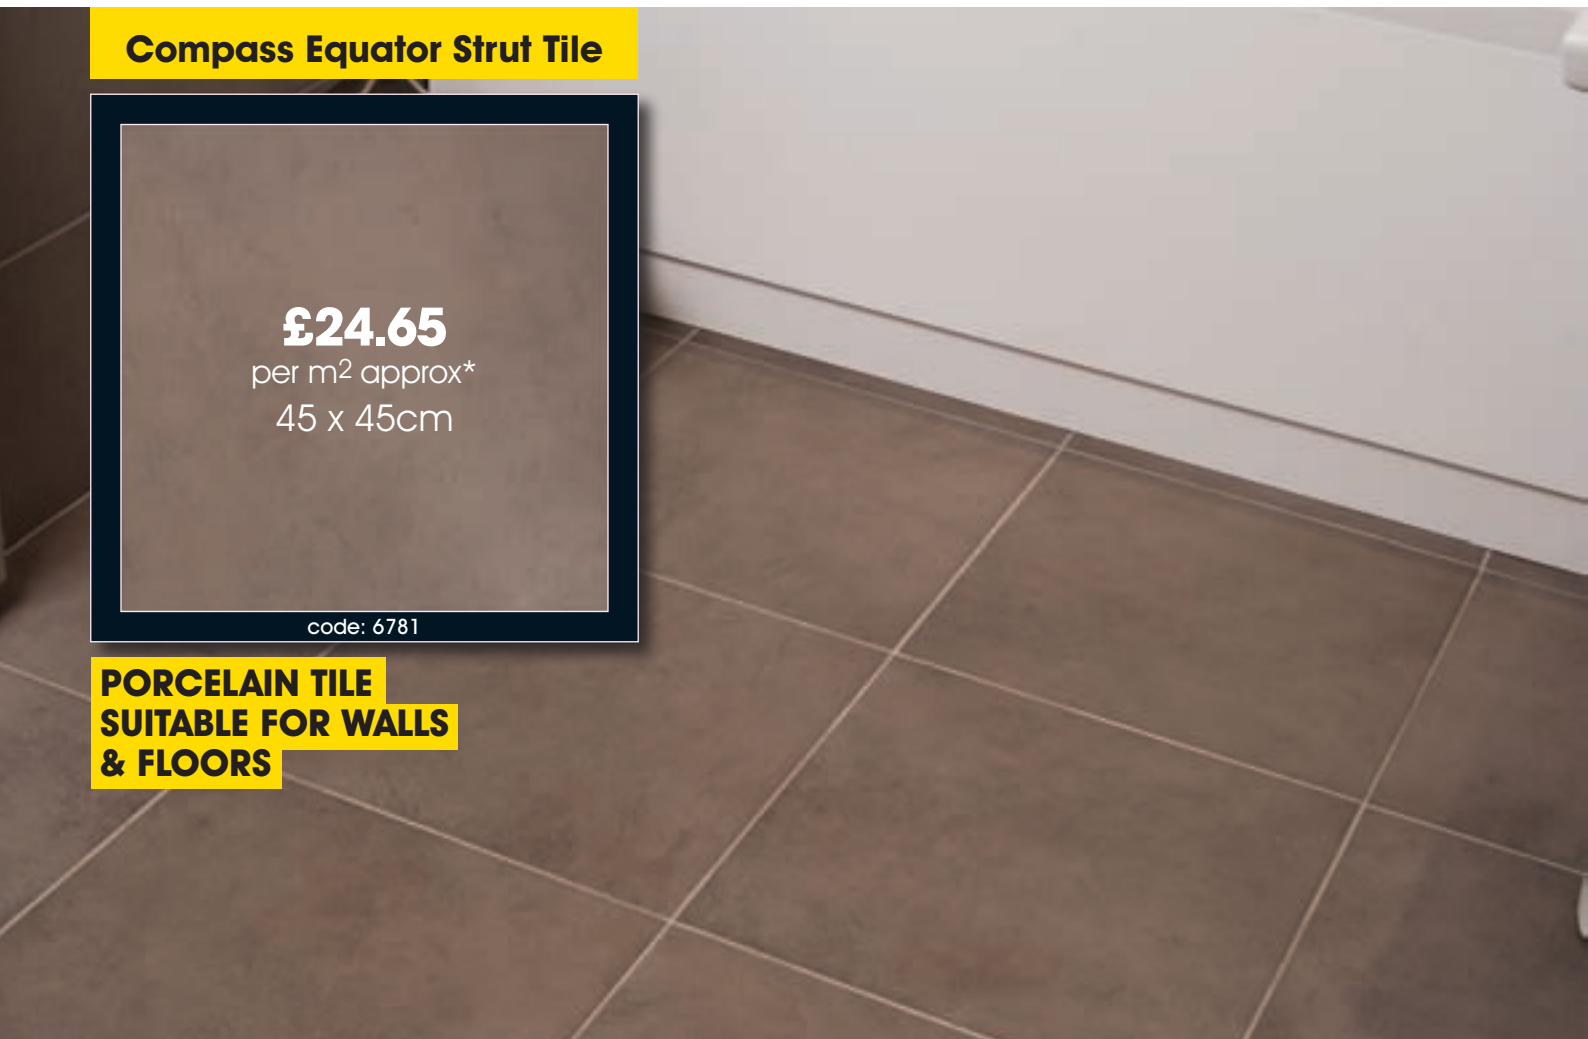 Compass Equator Strut Tile
£24.65
per m2 approx*
45 x 45cm
code: 6781
PORCELAIN TILE
SUITABLE FOR WALLS
& FLOORS